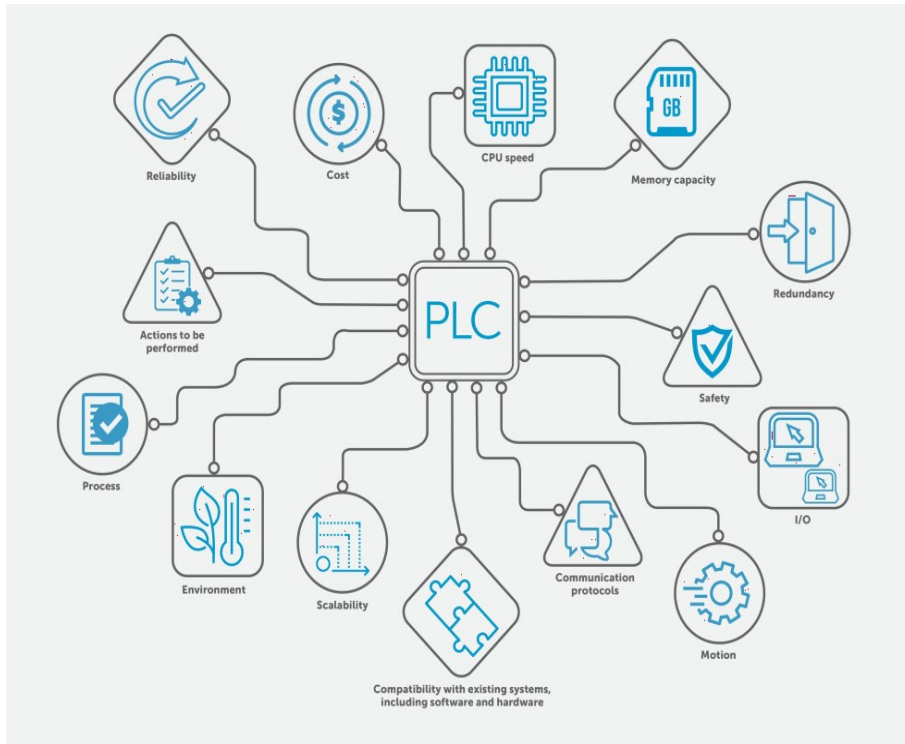 GB
$
CPU speed
Reliability
Cost
Memory capacity
Redundancy
PLC
Actions to be
performed
Safety
Process
I/O
Environment
Scalability
Communication
protocols
Motion
Compatibility with existing systems,
including software and hardware